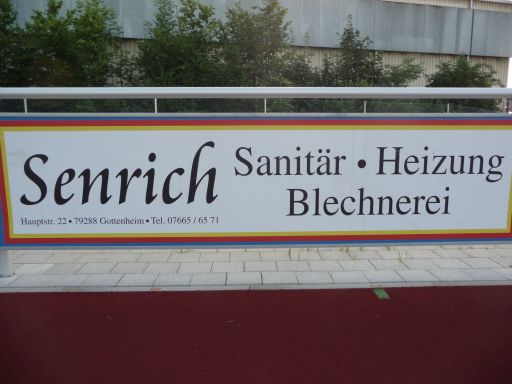 Senrich
Sanitär • Heizung
Blechnerei
Hauptstr. 22 • 79288 Gottenheim • Tel. 07665 / 65 71